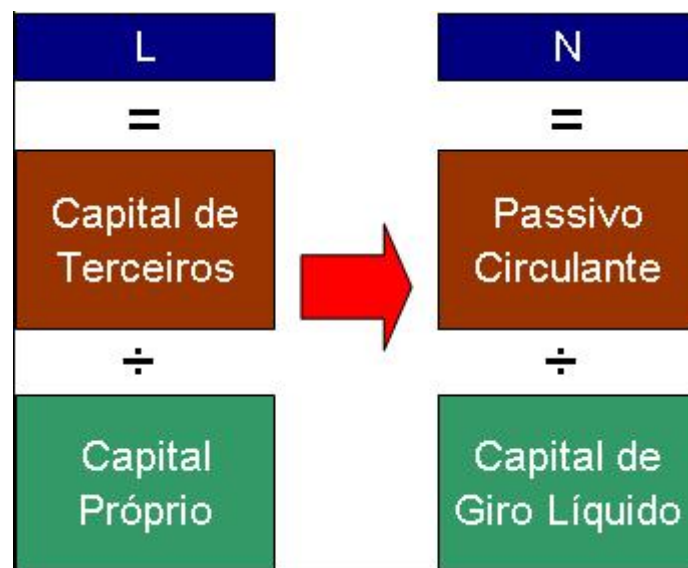 L
=
Capital de
Terceiros
÷
Capital
Próprio
N
=
Passivo
Circulante
÷
Capital de
Giro Líquido